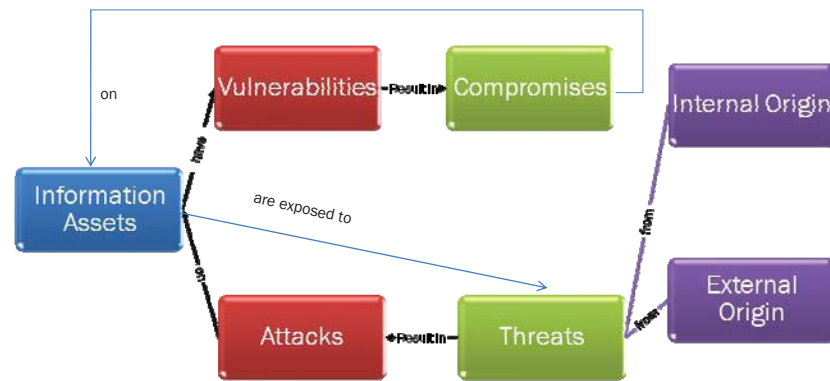 on
Vulnerabilities
Result in
Compromises
Internal Origin
have
Information
Assets
are exposed to
from
on
Attacks
Result in
Threats
from
External
Origin